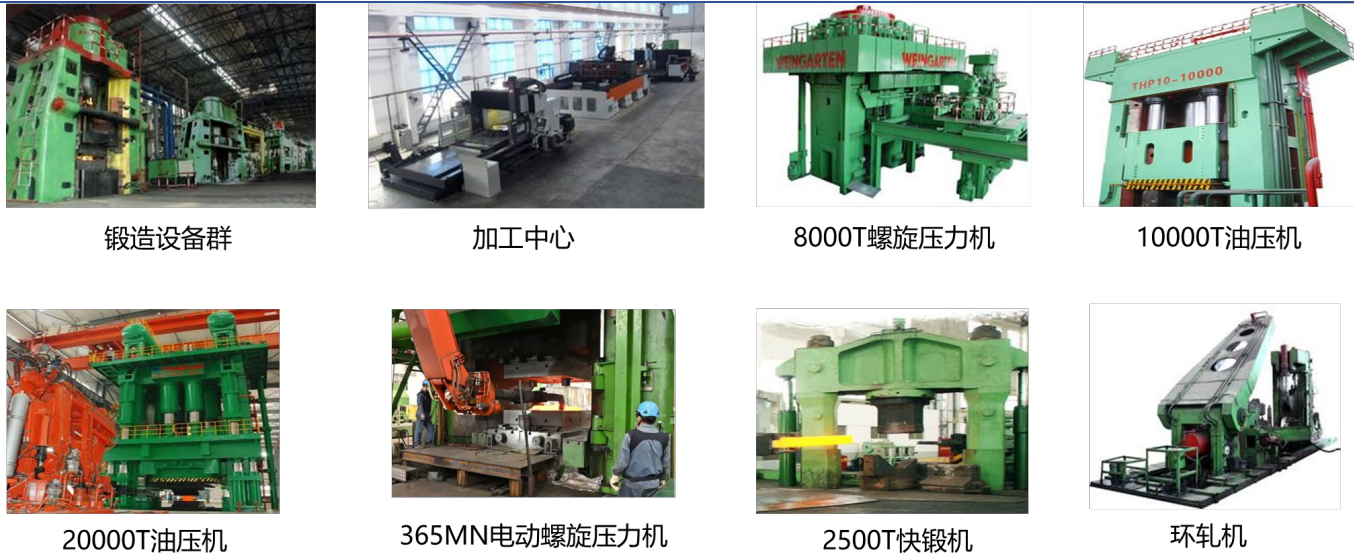 WEINGARTEN
WEINGARTEN
THP10-10000
锻造设备群
加工中心
8000T螺旋压力机
10000T油压机
20000T油压机
365MN电动螺旋压力机
2500T快锻机
环轧机